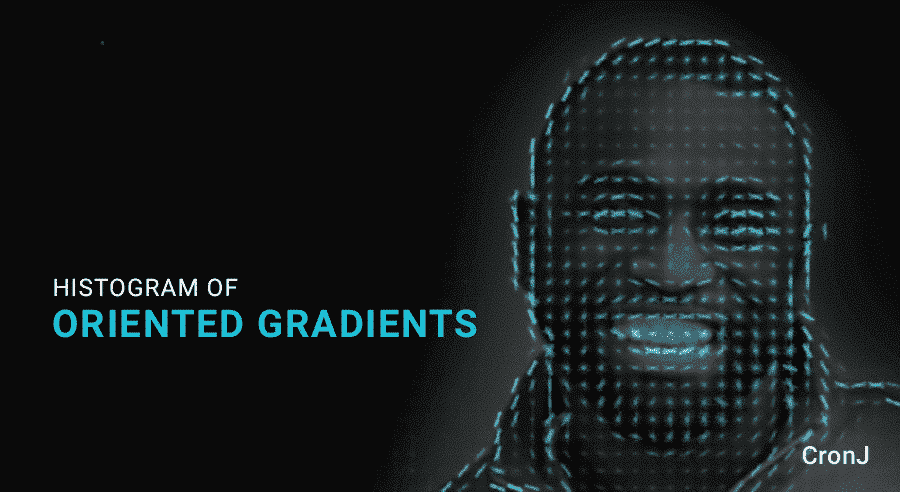 HISTOGRAM OF
ORIENTED GRADIENTS
CronJ